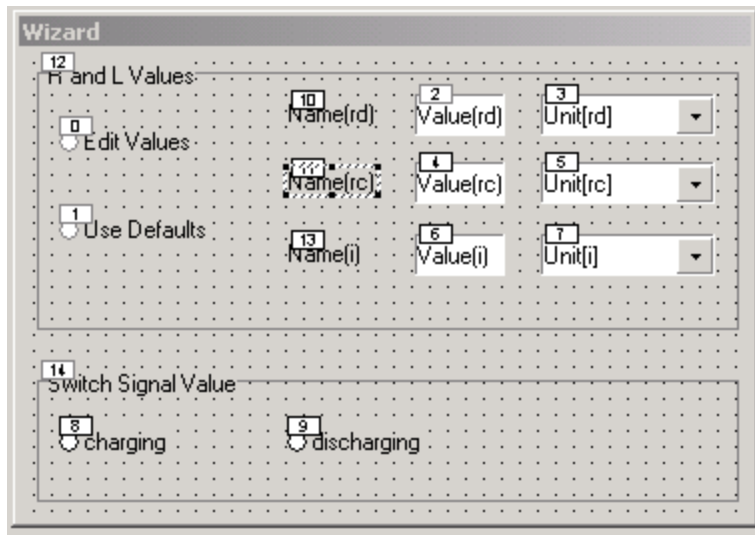 Wizard
12
R and L Values
10 2 3
Name(rd) Value(rd) Unit[rd]
0
Edit Values
11 4 5
Name(rc) Value(rc) Unit[rc]
1
Use Defaults
13 6 7
Name(i) Value(i) Unit[i]
14
Switch Signal Value
8 9
charging discharging